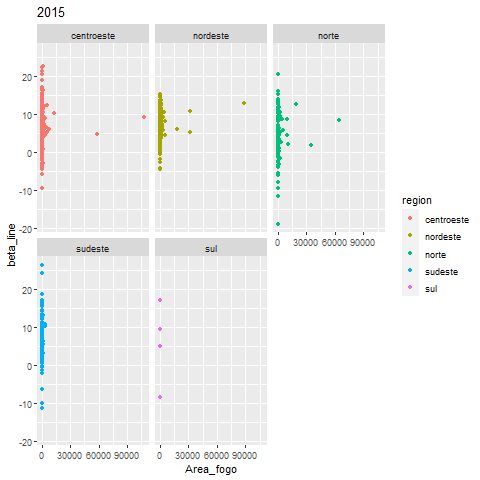 2015
centroeste nordeste norte
20
10
0
-10
-20
0 30000 60000 90000
sudeste sul
20
10
0
-10
-20
0 30000 60000 90000 0 30000 60000 90000
beta_line
Area_fogo
region
centroeste
nordeste
norte
sudeste
sul